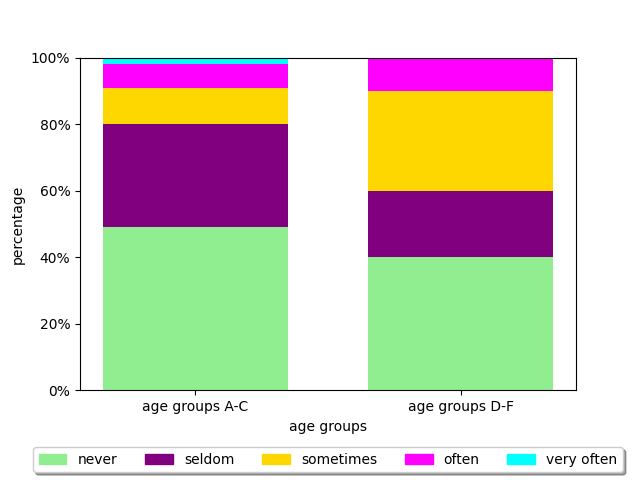 100%
80%
60%
40%
20%
0%
percentage
age groups A-C
age groups D-F
age groups
never
seldom
sometimes
often
very often